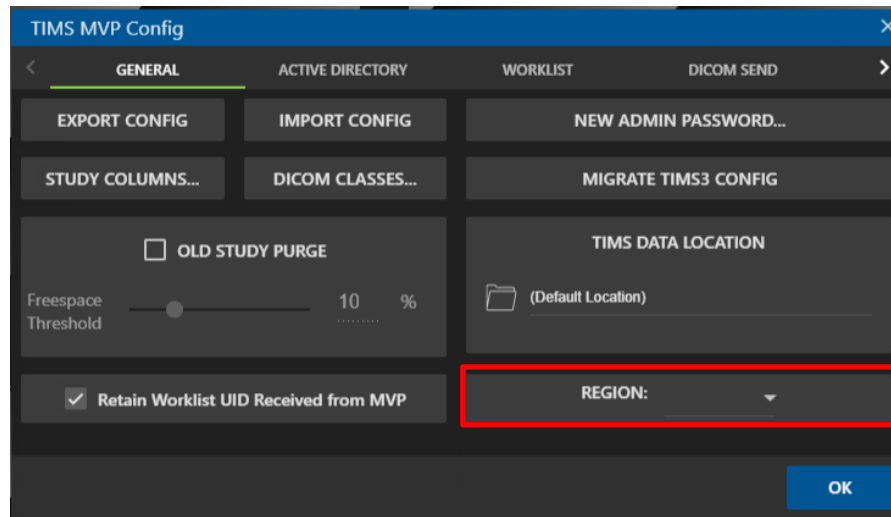 TIMS MVP Config
GENERAL ACTIVE DIRECTORY WORKLIST DICOM SEND
EXPORT CONFIG IMPORT CONFIG NEW ADMIN PASSWORD...
STUDY COLUMNS... DICOM CLASSES... MIGRATE TIMS3 CONFIG
OLD STUDY PURGE TIMS DATA LOCATION
Freespace
Threshold 10 % (Default Location)
Retain Worklist UID Received from MVP REGION:
OK